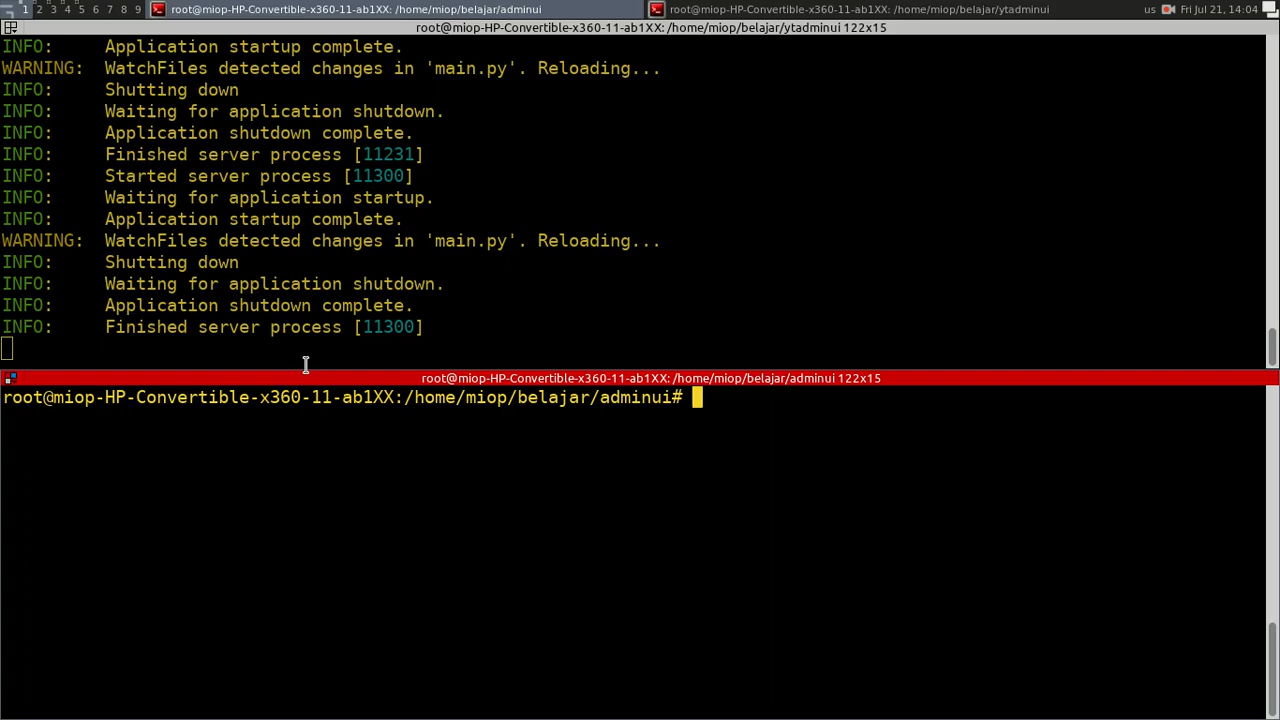 1 2 3 4 5 6 7 8 9 root@miop-HP-Convertible-x360-11-ab1XX: /home/miop/belajar/adminui root@miop-HP-Convertible-x360-11-ab1XX: /home/miop/belajar/ytadminui us Fri Jul 21, 14:04
root@miop-HP-Convertible-x360-11-ab1XX: /home/miop/belajar/ytadminui 122x15
INFO: Application startup complete.
WARNING: WatchFiles detected changes in 'main.py'. Reloading...
INFO: Shutting down
INFO: Waiting for application shutdown.
INFO: Application shutdown complete.
INFO: Finished server process [11231]
INFO: Started server process [11300]
INFO: Waiting for application startup.
INFO: Application startup complete.
WARNING: WatchFiles detected changes in 'main.py'. Reloading...
INFO: Shutting down
INFO: Waiting for application shutdown.
INFO: Application shutdown complete.
INFO: Finished server process [11300]
root@miop-HP-Convertible-x360-11-ab1XX: /home/miop/belajar/adminui 122x15
root@miop-HP-Convertible-x360-11-ab1XX:/home/miop/belajar/adminui#